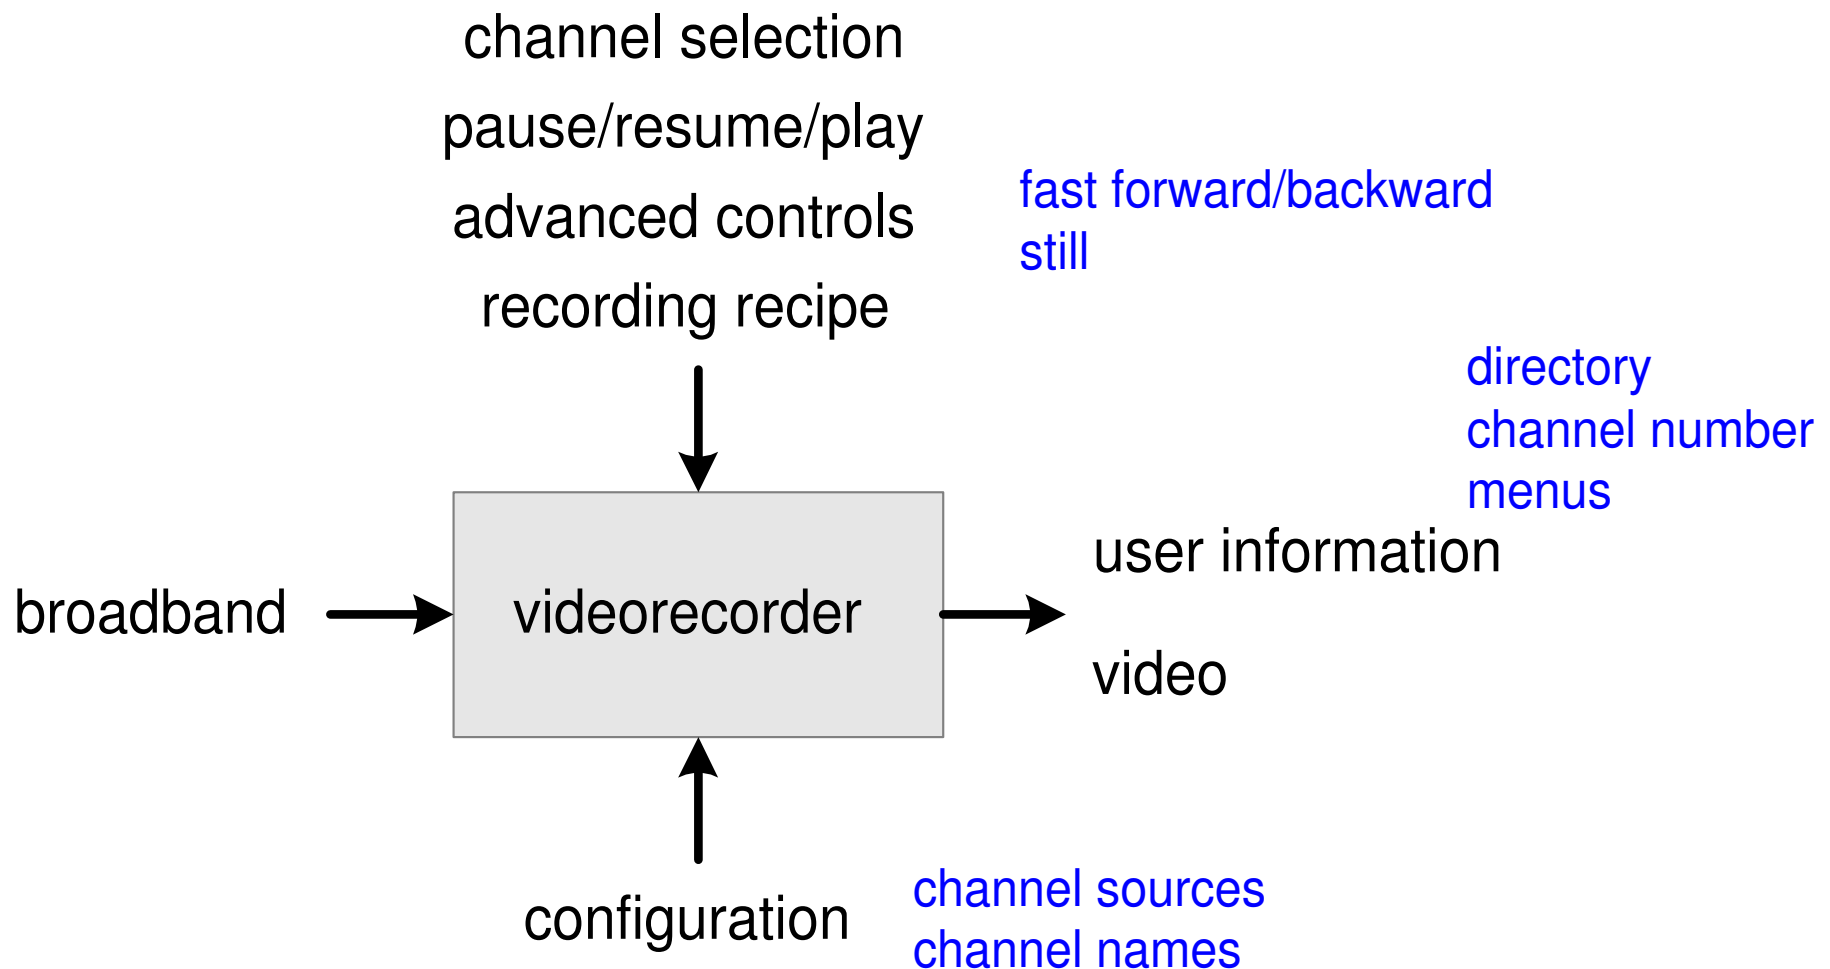 channel selection
pause/resume/play
advanced controls
recording recipe
fast forward/backward
still
directory
channel number
menus
user information
broadband
videorecorder
video
configuration
channel sources
channel names